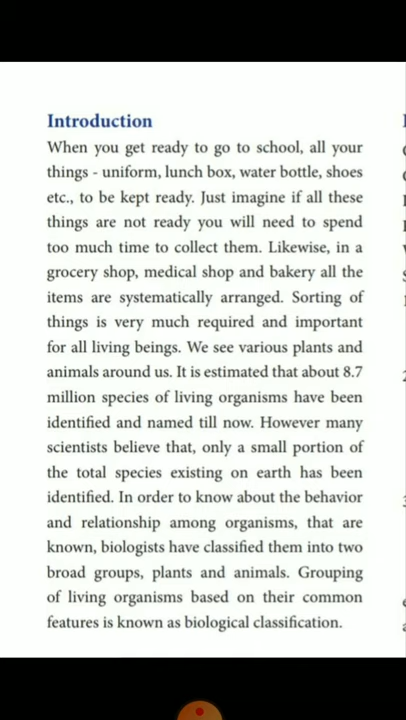 Introduction
When you get ready to go to school, all your
things - uniform, lunch box, water bottle, shoes
etc., to be kept ready. Just imagine if all these
things are not ready you will need to spend
too much time to collect them. Likewise, in a
grocery shop, medical shop and bakery all the
items are systematically arranged. Sorting of
things is very much required and important
for all living beings. We see various plants and
animals around us. It is estimated that about 8.7
million species of living organisms have been
identified and named till now. However many
scientists believe that, only a small portion of
the total species existing on earth has been
identified. In order to know about the behavior
and relationship among organisms, that are
known, biologists have classified them into two
broad groups, plants and animals. Grouping
of living organisms based on their common
features is known as biological classification.